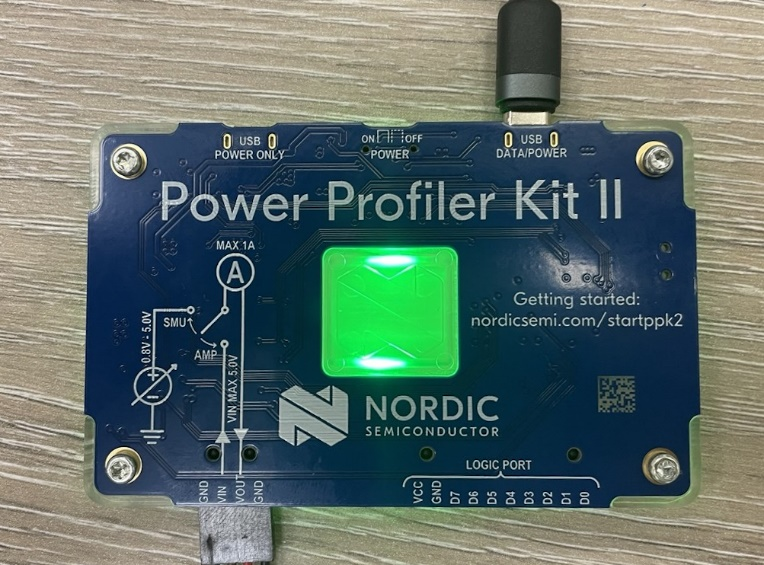 USB
POWER ONLY
ON OFF
POWER
USB
DATA/POWER
Power Profiler Kit II
MAX 1A
A
SMU
AMP
0.8V - 5.0V
VIN MAX 5.0V
Getting started:
nordicsemi.com/startppk2
NORDIC
SEMICONDUCTOR
LOGIC PORT
GND
VIN
VOUT
GND
VCC
GND
D7
D6
D5
D4
D3
D2
D1
D0